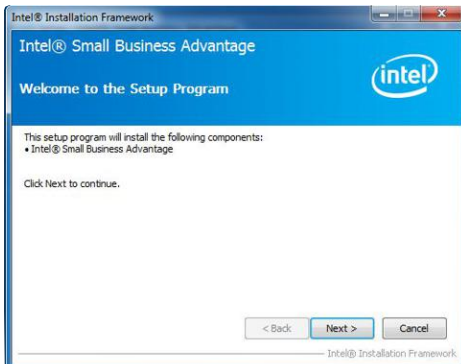 Intel® Installation Framework
Intel® Small Business Advantage
Welcome to the Setup Program
intel
This setup program will install the following components:
• Intel® Small Business Advantage
Click Next to continue.
< Back Next > Cancel
Intel® Installation Framework